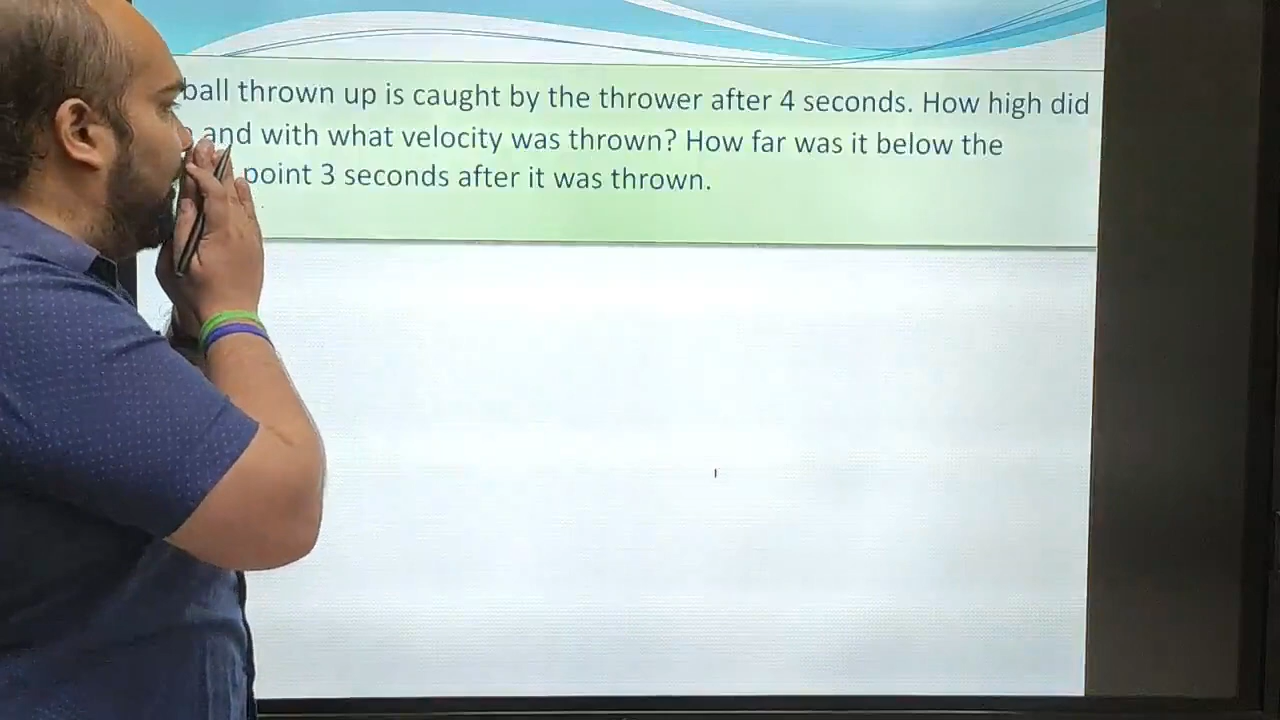 ball thrown up is caught by the thrower after 4 seconds. How high did
and with what velocity was thrown? How far was it below the
point 3 seconds after it was thrown.